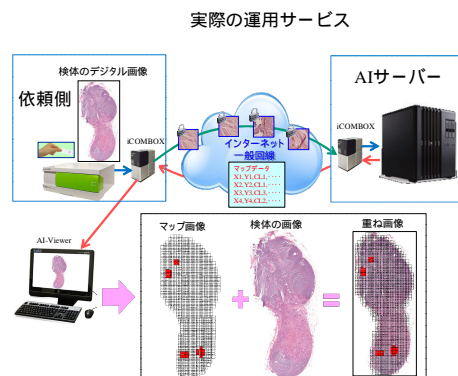 実際の運用サービス
検体のデジタル画像
依頼側
iCOMBOX
インターネット
一般回線
マップデータ
X1,Y1,CL1,････
X2,Y2,CL1,････
X3,Y3,CL3,････
X4,Y4,CL2,････
AIサーバー
iCOMBOX
AI-Viewer
マップ画像
検体の画像
重ね画像
+
=